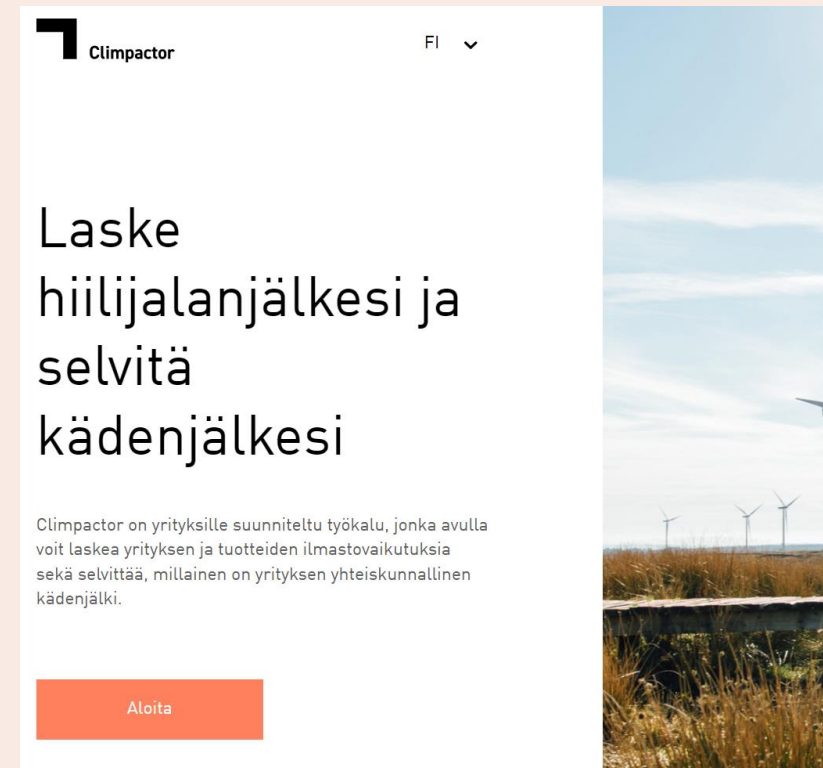 Climpactor
FI
Laske
hiilijalanjälkesi ja
selvitä
kädenjälkesi
Climpactor on yrityksille suunniteltu työkalu, jonka avulla
voit laskea yrityksen ja tuotteiden ilmastovaikutuksia
sekä selvittää, millainen on yrityksen yhteiskunnallinen
kädenjälki.
Aloita